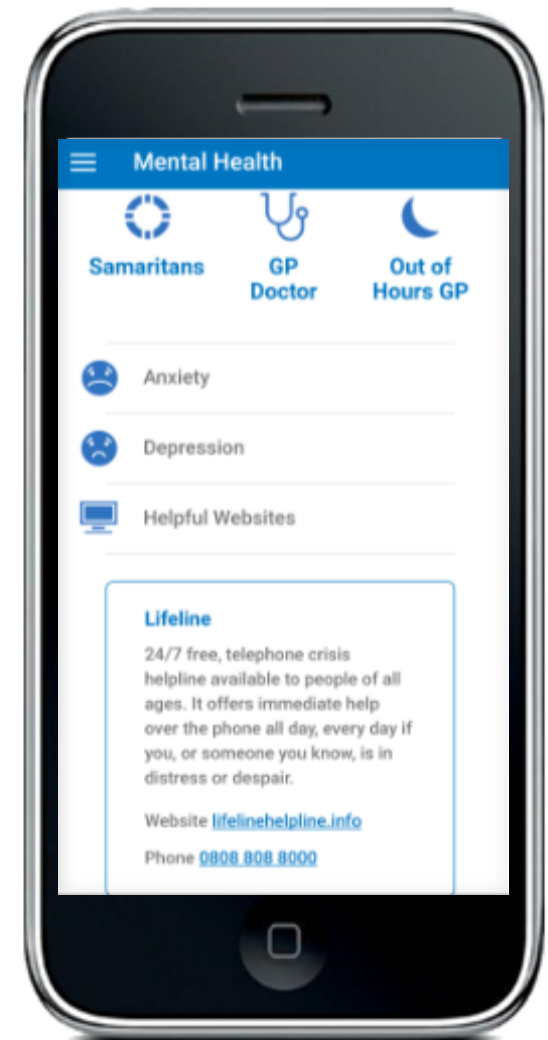 Mental Health
Samaritans
GP
Doctor
Out of
Hours GP
Anxiety
Depression
Helpful Websites
Lifeline
24/7 free, telephone crisis
helpline available to people of all
ages. It offers immediate help
over the phone all day, every day if
you, or someone you know, is in
distress or despair.
Website lifelinehelpline.info
Phone 0808 808 8000